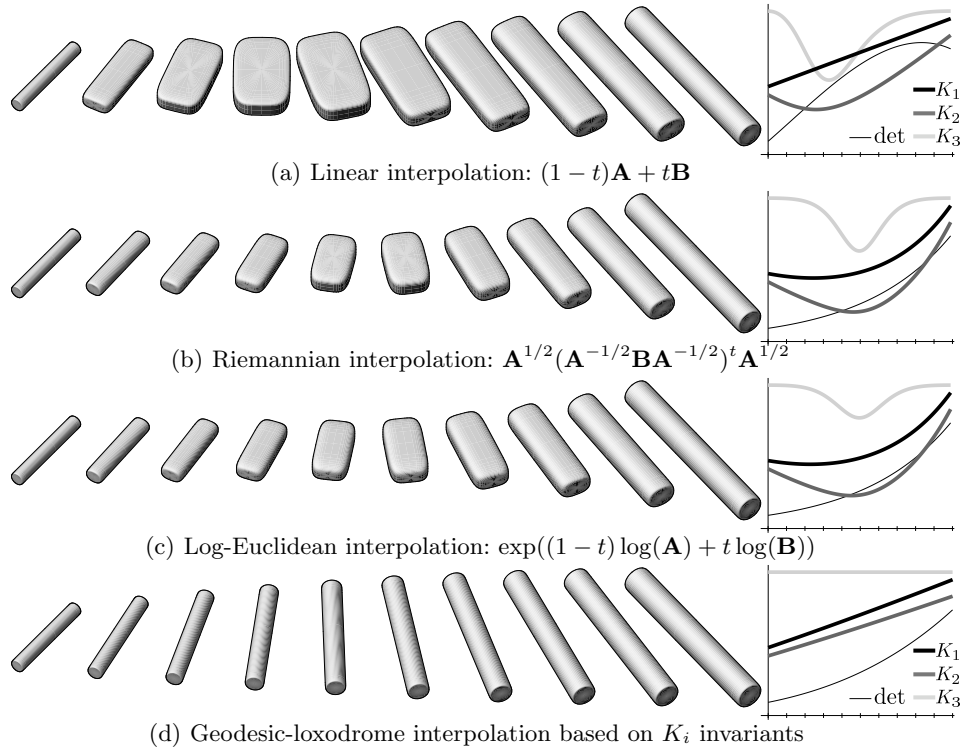 K₁
K₂
det K₃
(a) Linear interpolation: (1 − t)A + tB
(b) Riemannian interpolation: A^{1/2}(A^{−1/2}BA^{−1/2})^tA^{1/2}
(c) Log-Euclidean interpolation: exp((1 − t) log(A) + t log(B))
K₁
K₂
det K₃
(d) Geodesic-loxodrome interpolation based on Kᵢ invariants